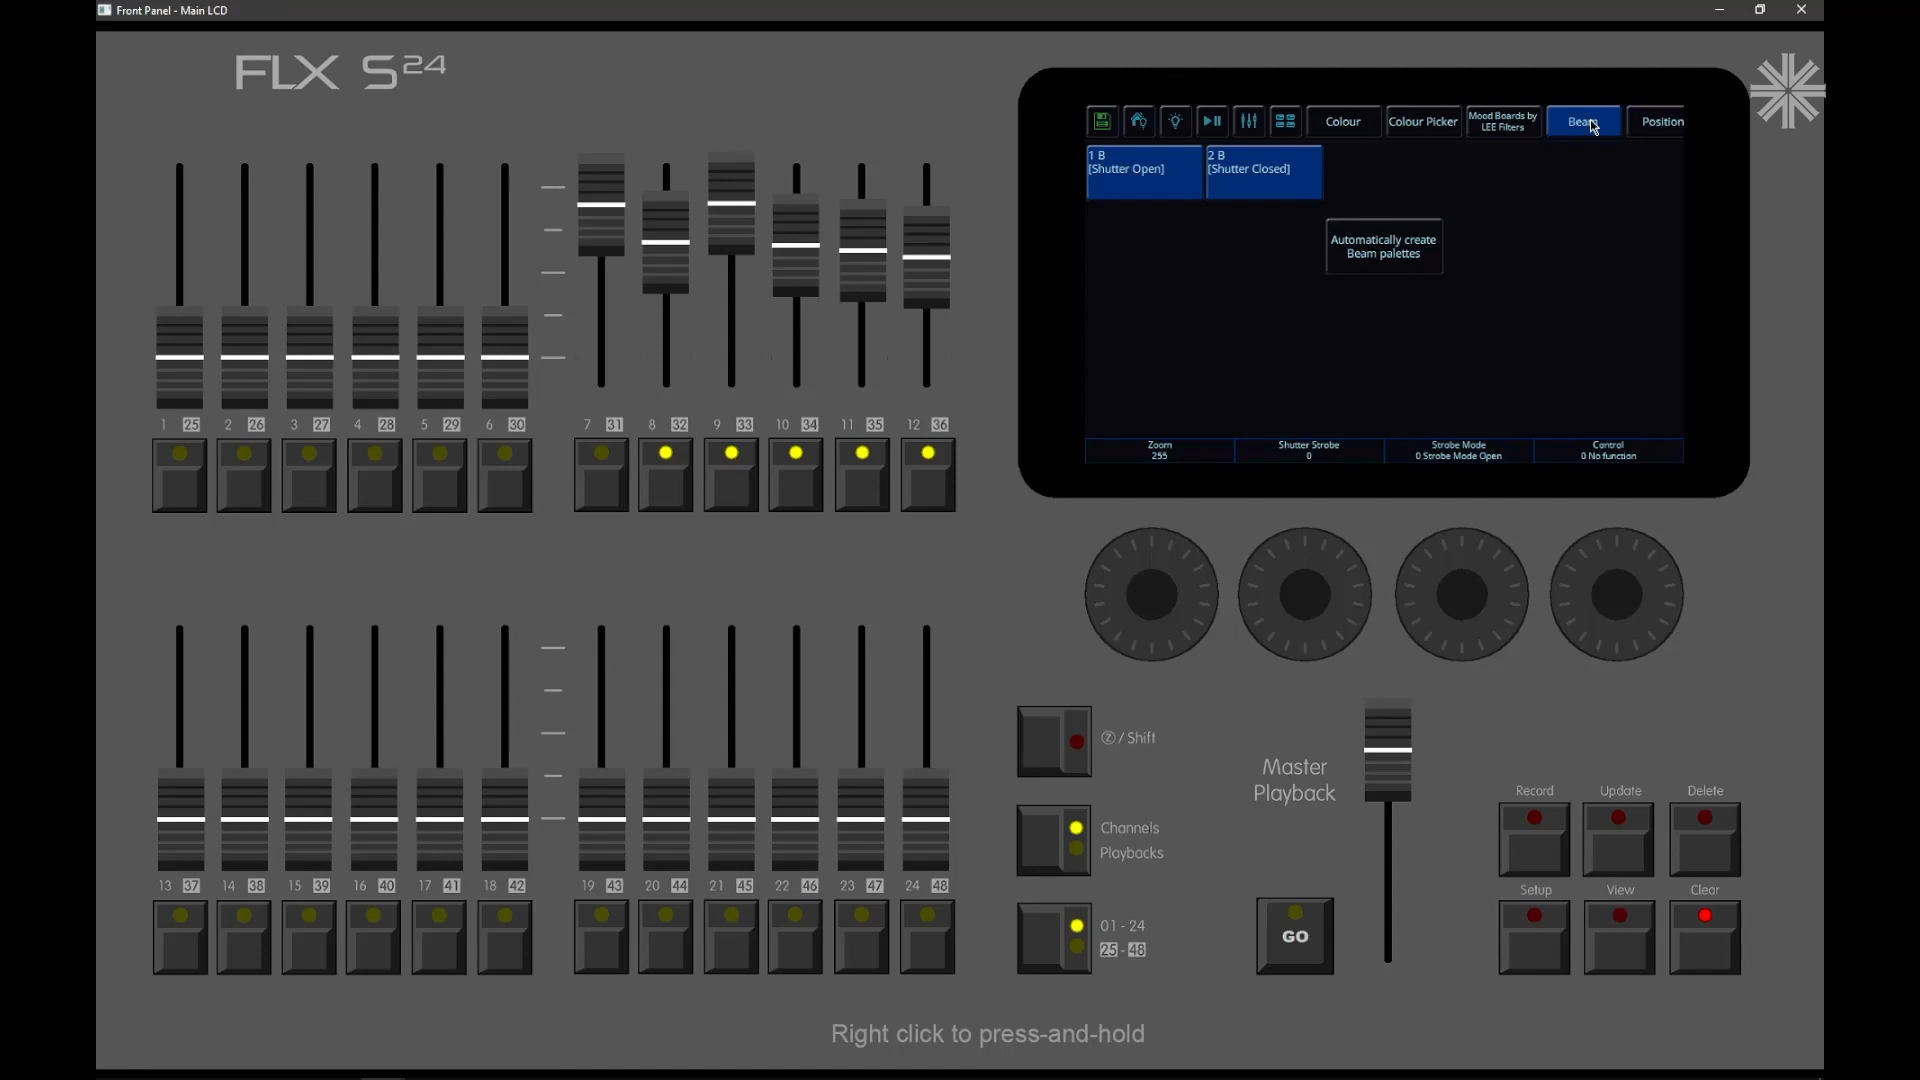 Front Panel - Main LCD
FLX S24
Colour
Colour Picker
Mood Boards by
LEE Filters
Beam
Position
1 B
[Shutter Open]
2 B
[Shutter Closed]
Automatically create
Beam palettes
Zoom
255
Shutter Strobe
0
Strobe Mode
0 Strobe Mode Open
Control
0 No function
1 25 2 26 3 27 4 28 5 29 6 30 7 31 8 32 9 33 10 34 11 35 12 36
Z / Shift
Channels
Playbacks
01 - 24
25 - 48
Master
Playback
GO
Record Update Delete
Setup View Clear
13 37 14 38 15 39 16 40 17 41 18 42 19 43 20 44 21 45 22 46 23 47 24 48
Right click to press-and-hold